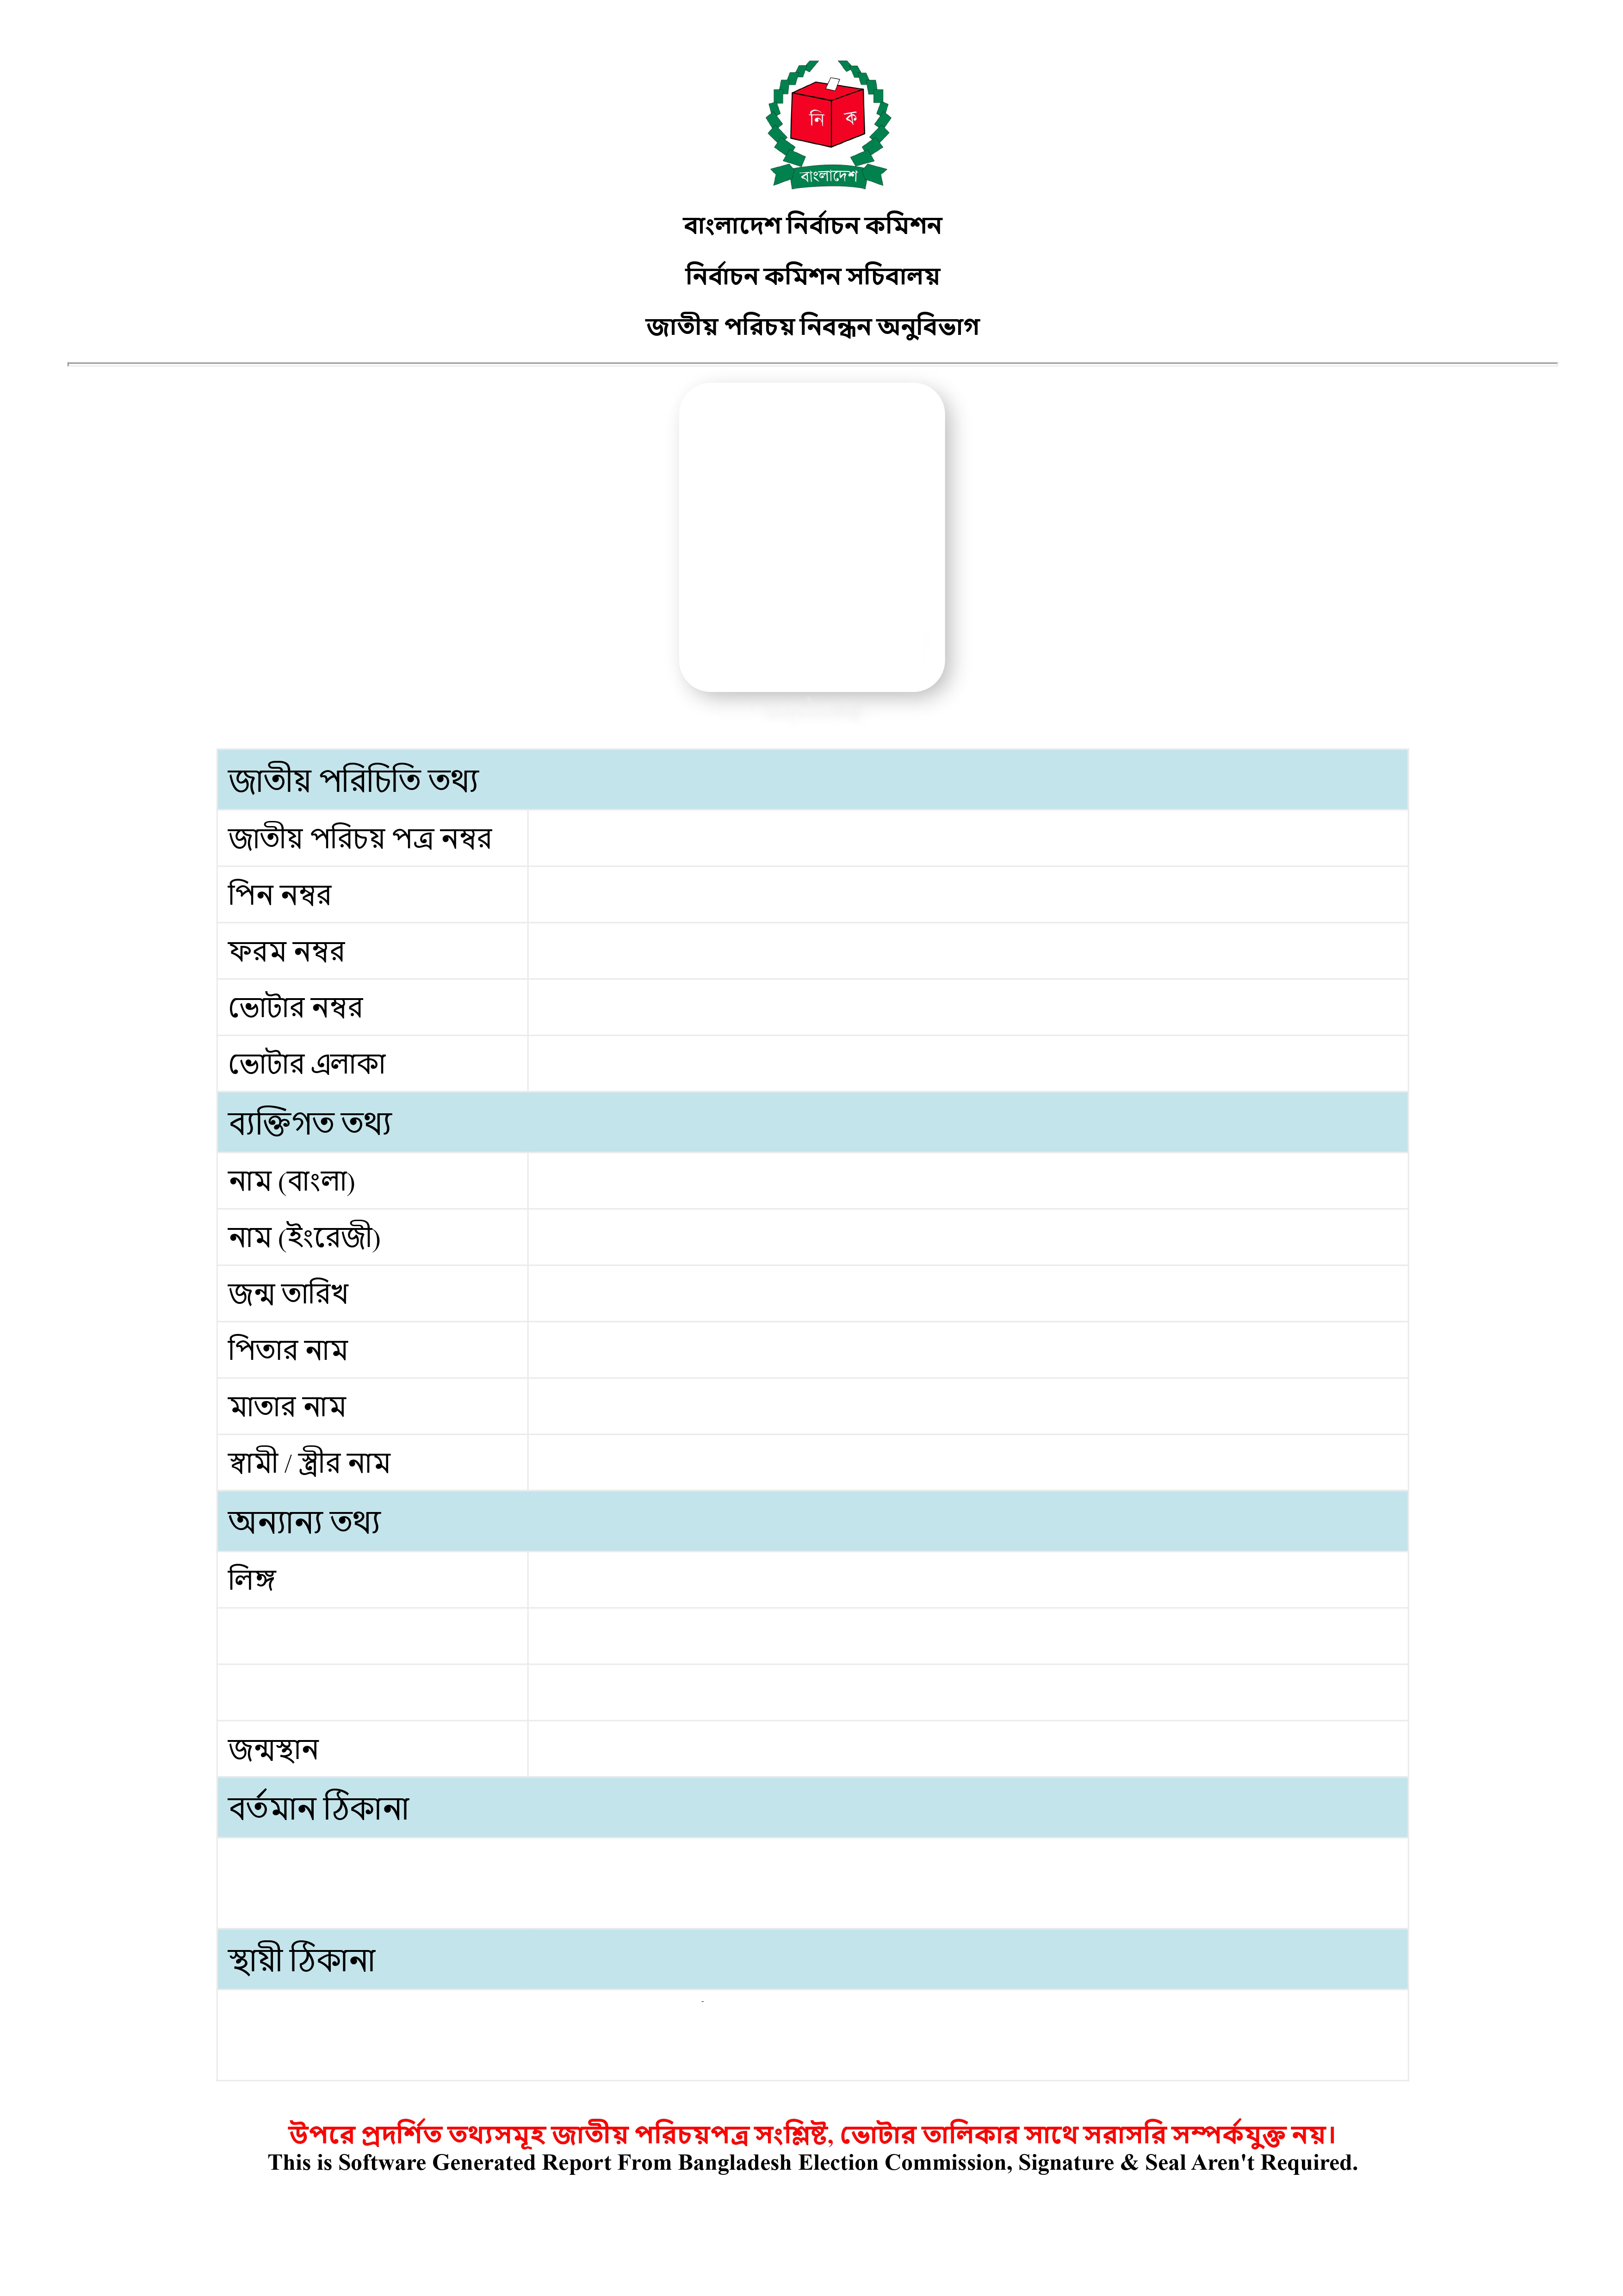 নি ক
বাংলাদেশ
বাংলাদেশ নির্বাচন কমিশন
নির্বাচন কমিশন সচিবালয়
জাতীয় পরিচয় নিবন্ধন অনুবিভাগ
জাতীয় পরিচিতি তথ্য
জাতীয় পরিচয় পত্র নম্বর
পিন নম্বর
ফরম নম্বর
ভোটার নম্বর
ভোটার এলাকা
ব্যক্তিগত তথ্য
নাম (বাংলা)
নাম (ইংরেজী)
জন্ম তারিখ
পিতার নাম
মাতার নাম
স্বামী / স্ত্রীর নাম
অন্যান্য তথ্য
লিঙ্গ
জন্মস্থান
বর্তমান ঠিকানা
স্থায়ী ঠিকানা
উপরে প্রদর্শিত তথ্যসমূহ জাতীয় পরিচয়পত্র সংশ্লিষ্ট, ভোটার তালিকার সাথে সরাসরি সম্পর্কযুক্ত নয়।
This is Software Generated Report From Bangladesh Election Commission, Signature & Seal Aren't Required.